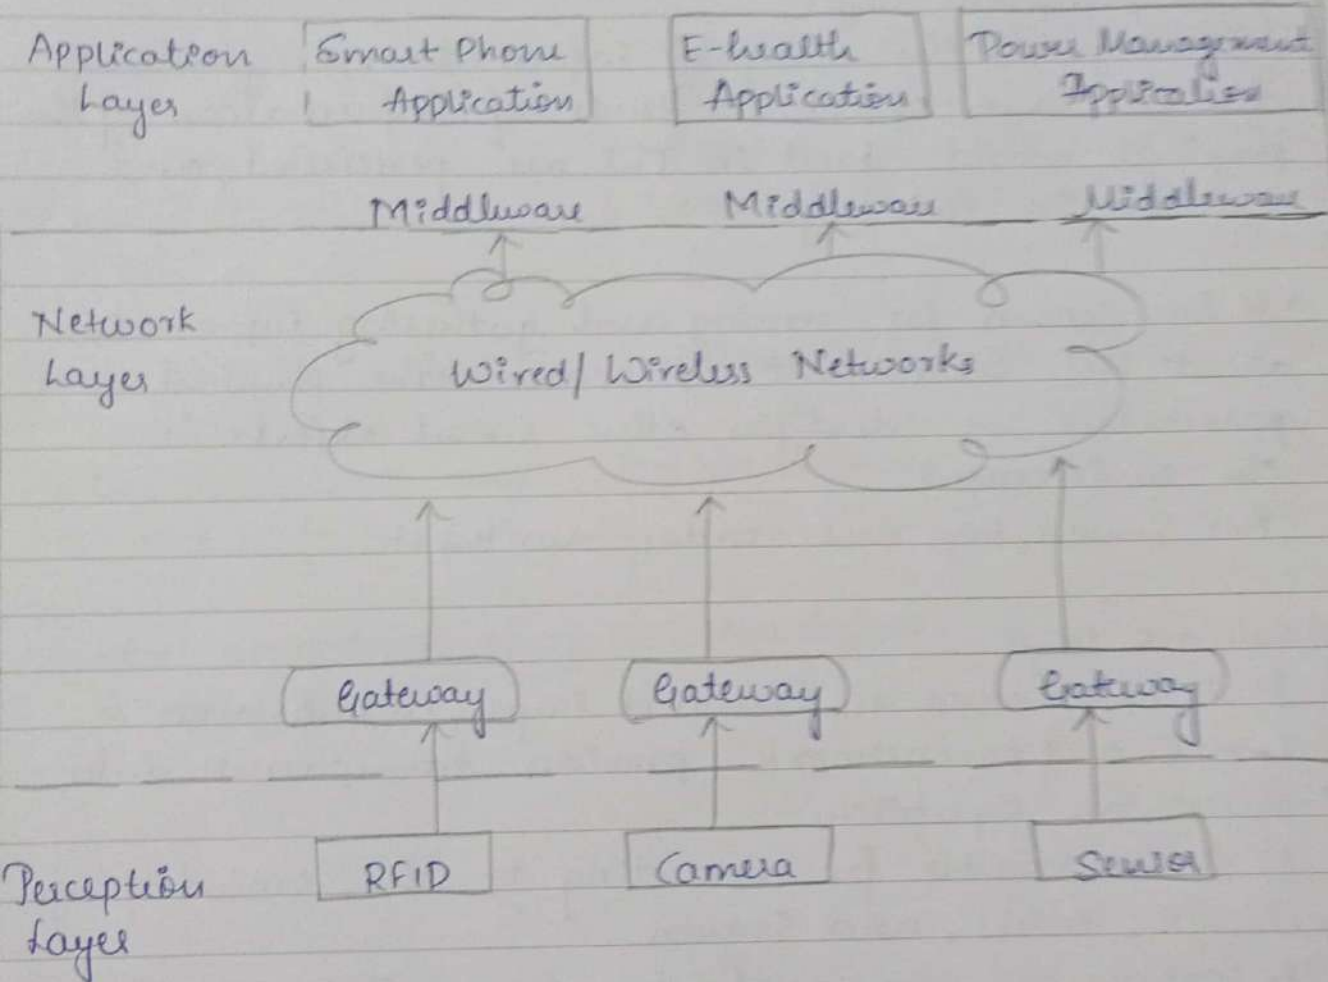 Application
Layer
Smart Phone
Application
E-health
Application
Power Management
Application
Middleware
Middleware
Middleware
Network
Layer
Wired/Wireless Networks
Gateway
Gateway
Gateway
Perception
Layer
RFID
Camera
Sensor